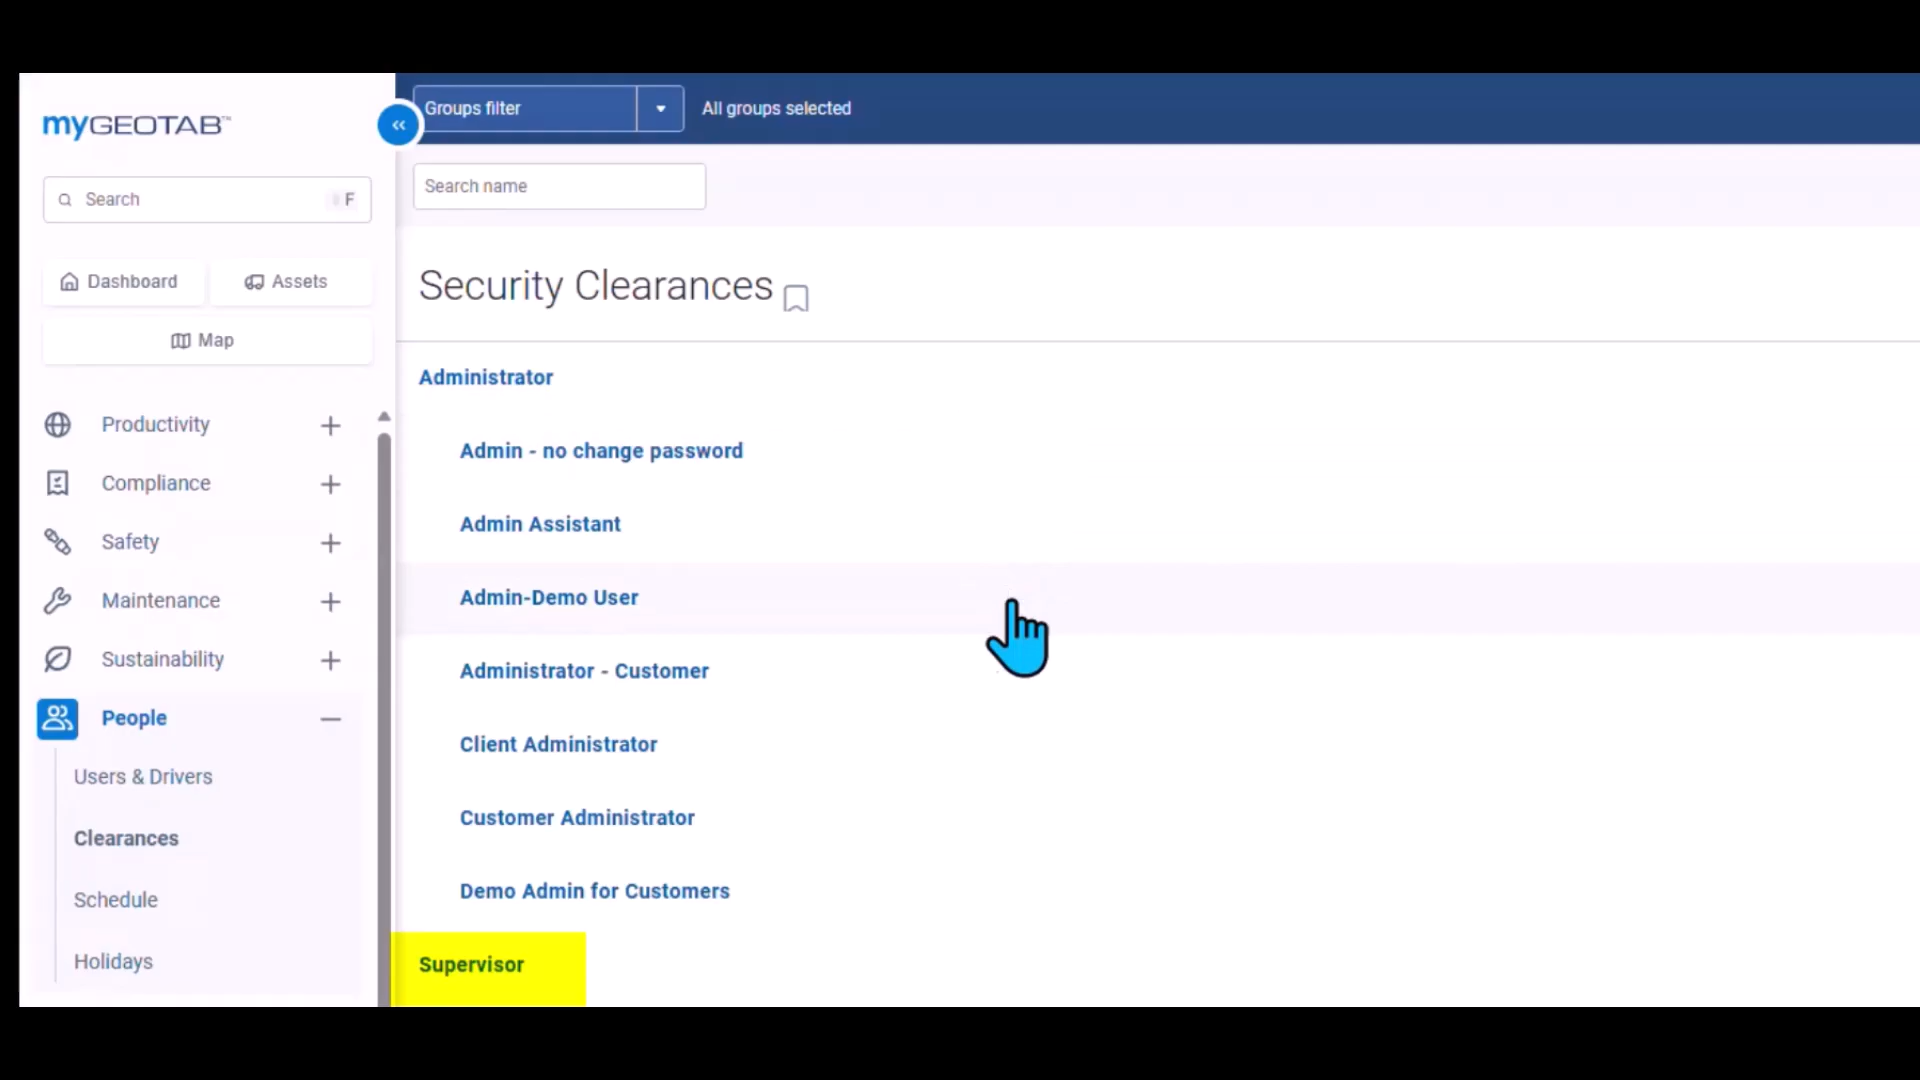 myGEOTAB™
Search F
Dashboard
Assets
Map
Productivity
Compliance
Safety
Maintenance
Sustainability
People
Users & Drivers
Clearances
Schedule
Holidays
Groups filter
All groups selected
Search name
Security Clearances
Administrator
Admin - no change password
Admin Assistant
Admin-Demo User
Administrator - Customer
Client Administrator
Customer Administrator
Demo Admin for Customers
Supervisor